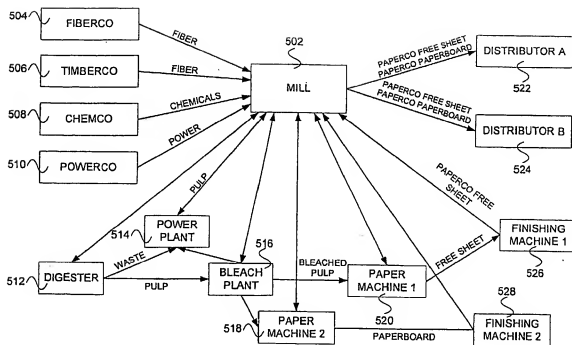 504
FIBERCO
FIBER
506
TIMBERCO
FIBER
508
CHEMCO
CHEMICALS
510
POWERCO
POWER
502
MILL
PAPERCO FREE SHEET
PAPERCO PAPERBOARD
DISTRIBUTOR A
522
PAPERCO FREE SHEET
PAPERCO PAPERBOARD
DISTRIBUTOR B
524
PULP
PAPERCO FREE
SHEET
514
POWER
PLANT
516
WASTE
512
DIGESTER
PULP
BLEACH
PLANT
BLEACHED
PULP
PAPER
MACHINE 1
520
FREE SHEET
FINISHING
MACHINE 1
526
518
PAPER
MACHINE 2
PAPERBOARD
528
FINISHING
MACHINE 2